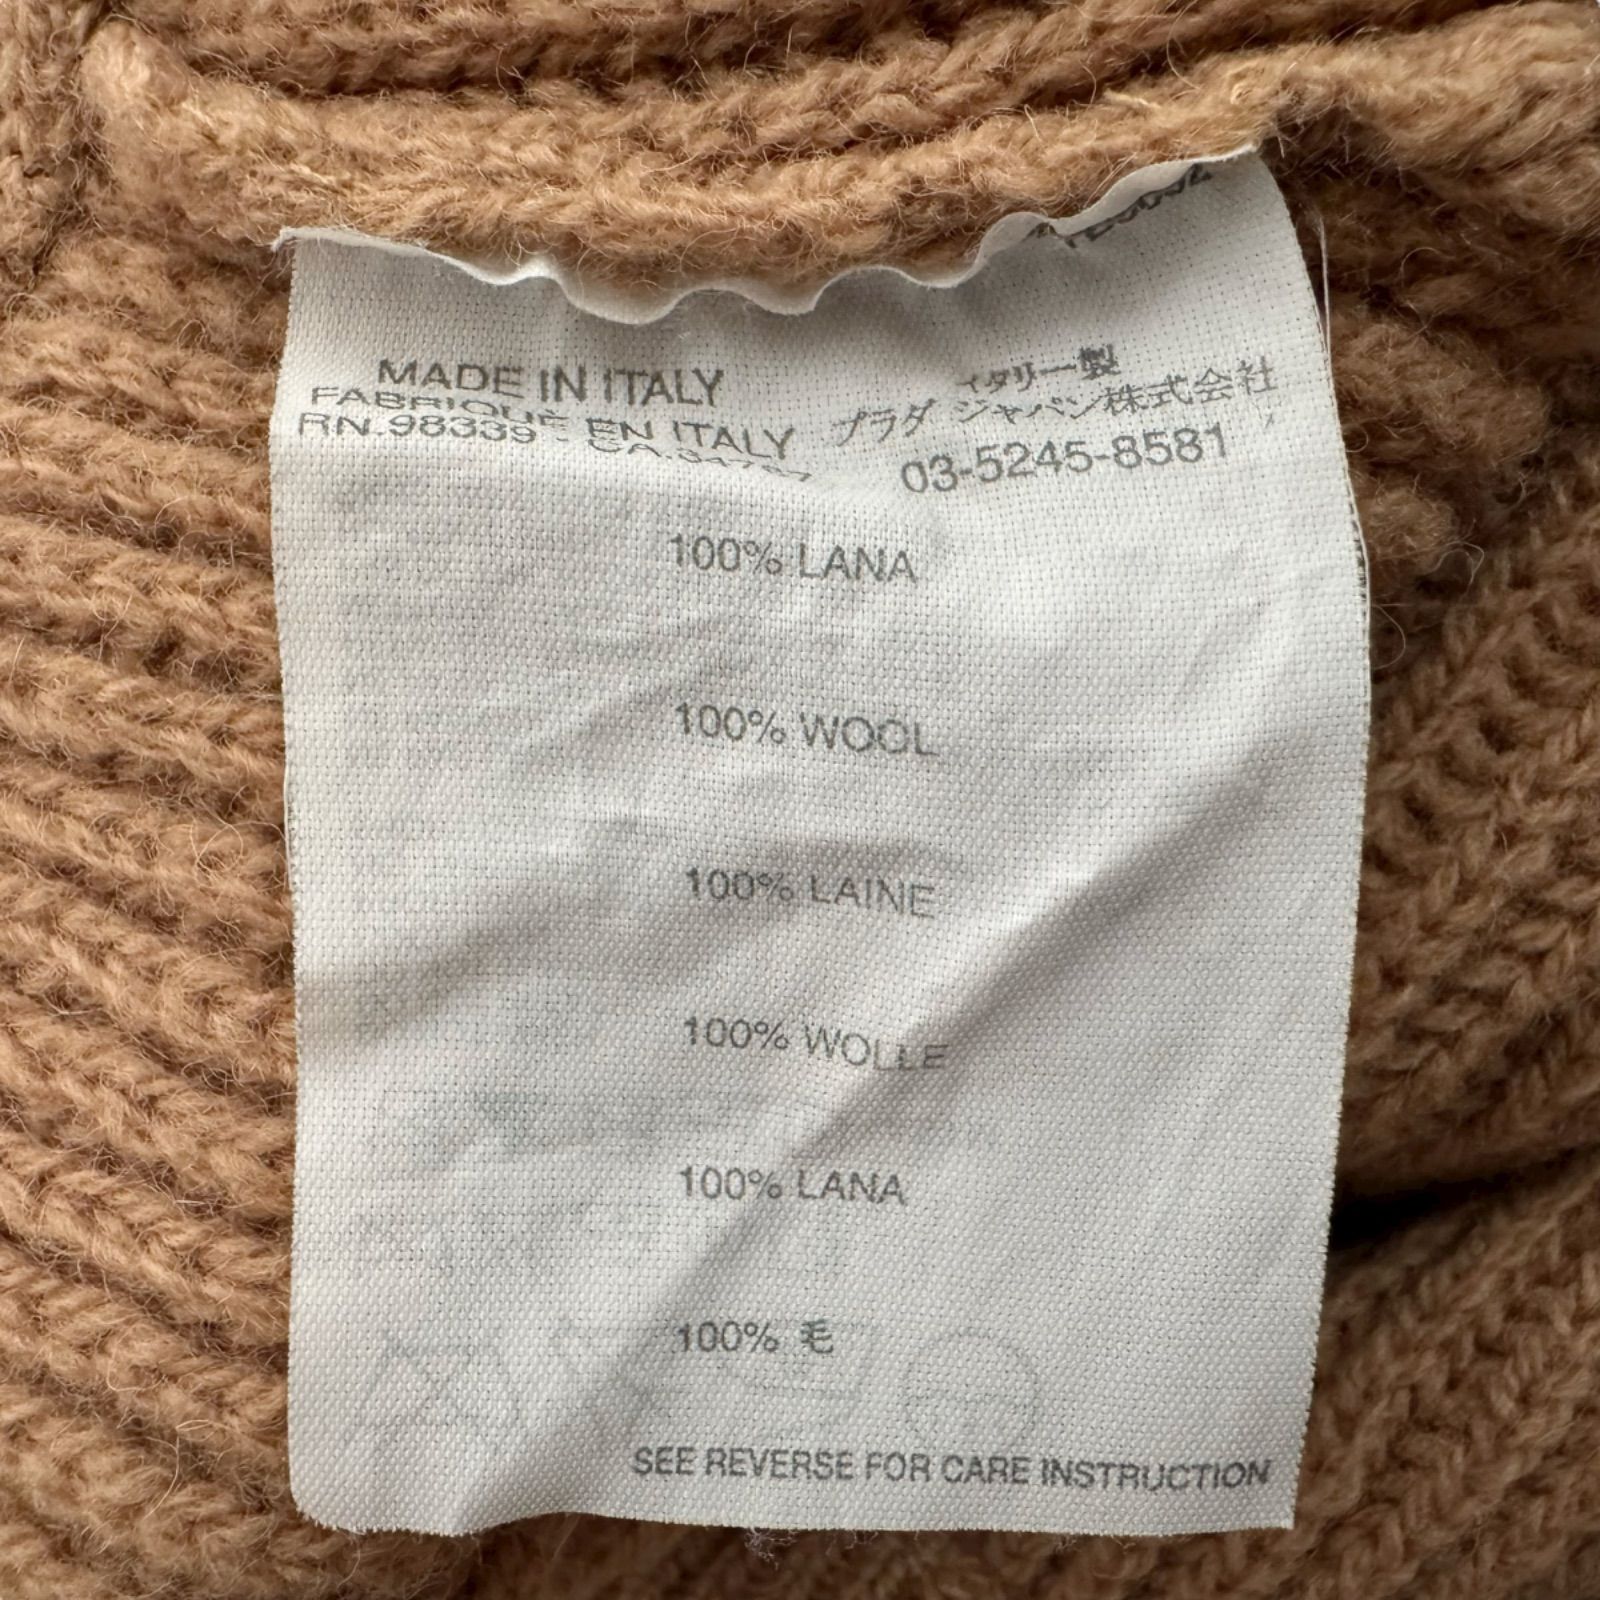 MADE IN ITALY
FABRIQUÉ EN ITALY
RN.98339 - CA.34757
イタリー製
プラダ ジャパン株式会社
03-5245-8581
100% LANA
100% WOOL
100% LAINE
100% WOLLE
100% LANA
100% 毛
SEE REVERSE FOR CARE INSTRUCTION